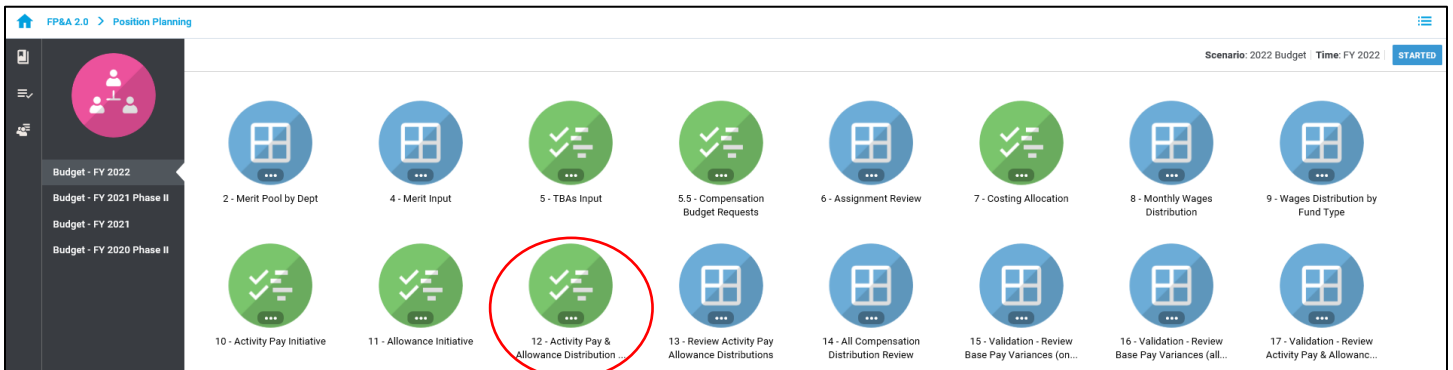 FP&A 2.0 > Position Planning
Scenario: 2022 Budget | Time: FY 2022 | STARTED
Budget - FY 2022
Budget - FY 2021 Phase II
Budget - FY 2021
Budget - FY 2020 Phase II
2 - Merit Pool by Dept
4 - Merit Input
5 - TBAs Input
5.5 - Compensation
Budget Requests
6 - Assignment Review
7 - Costing Allocation
8 - Monthly Wages
Distribution
9 - Wages Distribution by
Fund Type
10 - Activity Pay Initiative
11 - Allowance Initiative
12 - Activity Pay &
Allowance Distribution ...
13 - Review Activity Pay
Allowance Distributions
14 - All Compensation
Distribution Review
15 - Validation - Review
Base Pay Variances (on...
16 - Validation - Review
Base Pay Variances (all...
17 - Validation - Review
Activity Pay & Allowanc...